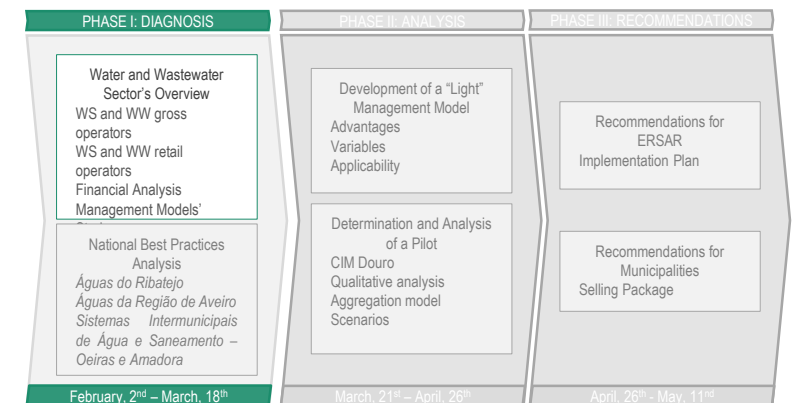 PHASE I: DIAGNOSIS
Water and Wastewater
Sector's Overview
WS and WW gross
operators
WS and WW retail
operators
Financial Analysis
Management Models'
National Best Practices
Analysis
Águas do Ribatejo
Águas da Região de Aveiro
Sistemas Intermunicipais
de Água e Saneamento –
Oeiras e Amadora
February, 2nd – March, 18th
PHASE II: ANALYSIS
Development of a "Light"
Management Model
Advantages
Variables
Applicability
Determination and Analysis
of a Pilot
CIM Douro
Qualitative analysis
Aggregation model
Scenarios
March, 21st – April, 26th
PHASE III: RECOMMENDATIONS
Recommendations for
ERSAR
Implementation Plan
Recommendations for
Municipalities
Selling Package
April, 26th - May, 11nd